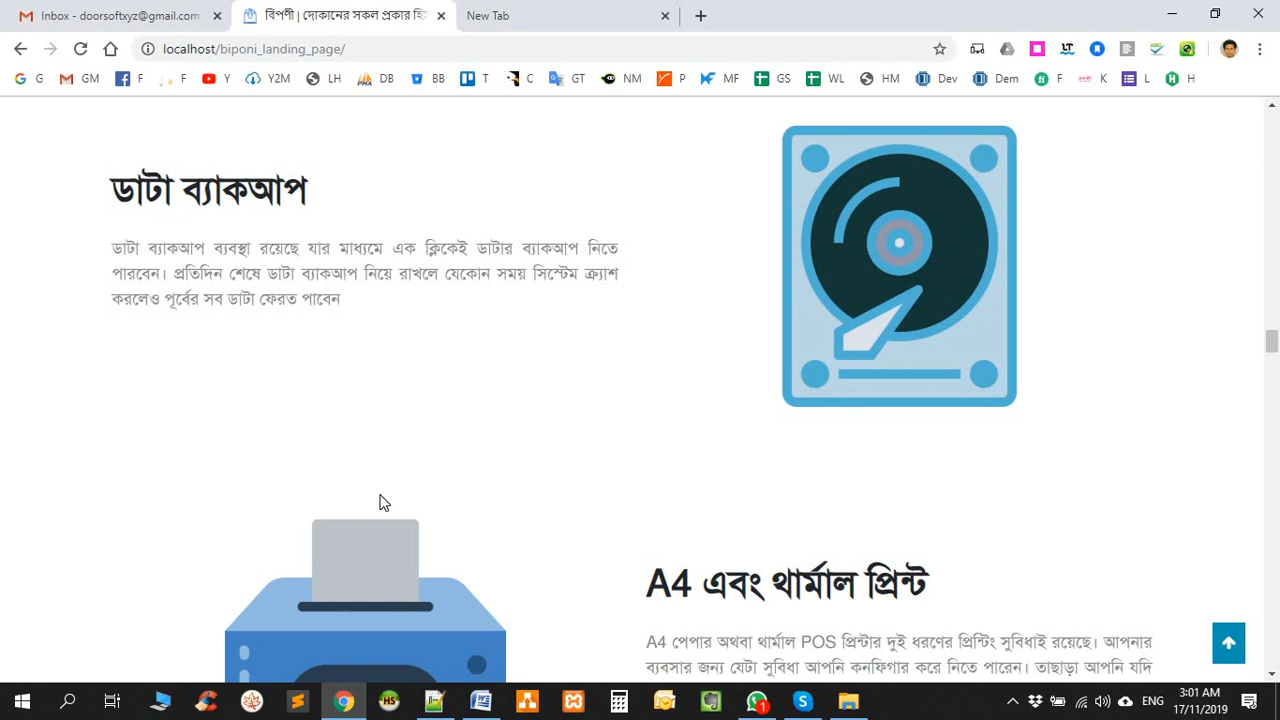 Inbox - doorsoftxyz@gmail.com
বিপণী | দোকানের সকল প্রকার হি
New Tab
localhost/biponi_landing_page/
G GM F F Y Y2M LH DB BB T C GT NM P MF GS WL HM Dev Dem F K L H
ডাটা ব্যাকআপ
ডাটা ব্যাকআপ ব্যবস্থা রয়েছে যার মাধ্যমে এক ক্লিকেই ডাটার ব্যাকআপ নিতে
পারবেন। প্রতিদিন শেষে ডাটা ব্যাকআপ নিয়ে রাখলে যেকোন সময় সিস্টেম ক্র্যাশ
করলেও পূর্বের সব ডাটা ফেরত পাবেন
A4 এবং থার্মাল প্রিন্ট
A4 পেপার অথবা থার্মাল POS প্রিন্টার দুই ধরণের প্রিন্টিং সুবিধাই রয়েছে। আপনার
ব্যবসার জন্য যেটা সুবিধা আপনি কনফিগার করে নিতে পারেন। তাছাড়া আপনি যদি
ENG
3:01 AM
17/11/2019